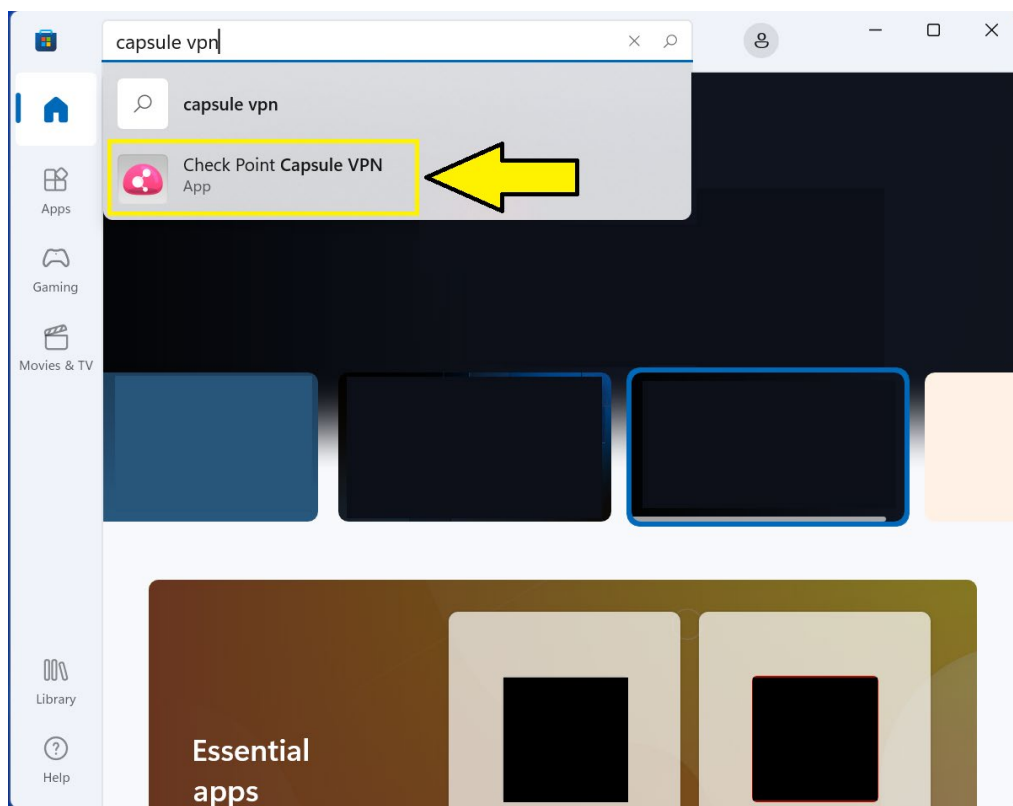 capsule vpn
capsule vpn
Check Point Capsule VPN
App
Apps
Gaming
Movies & TV
Library
Help
Essential
apps